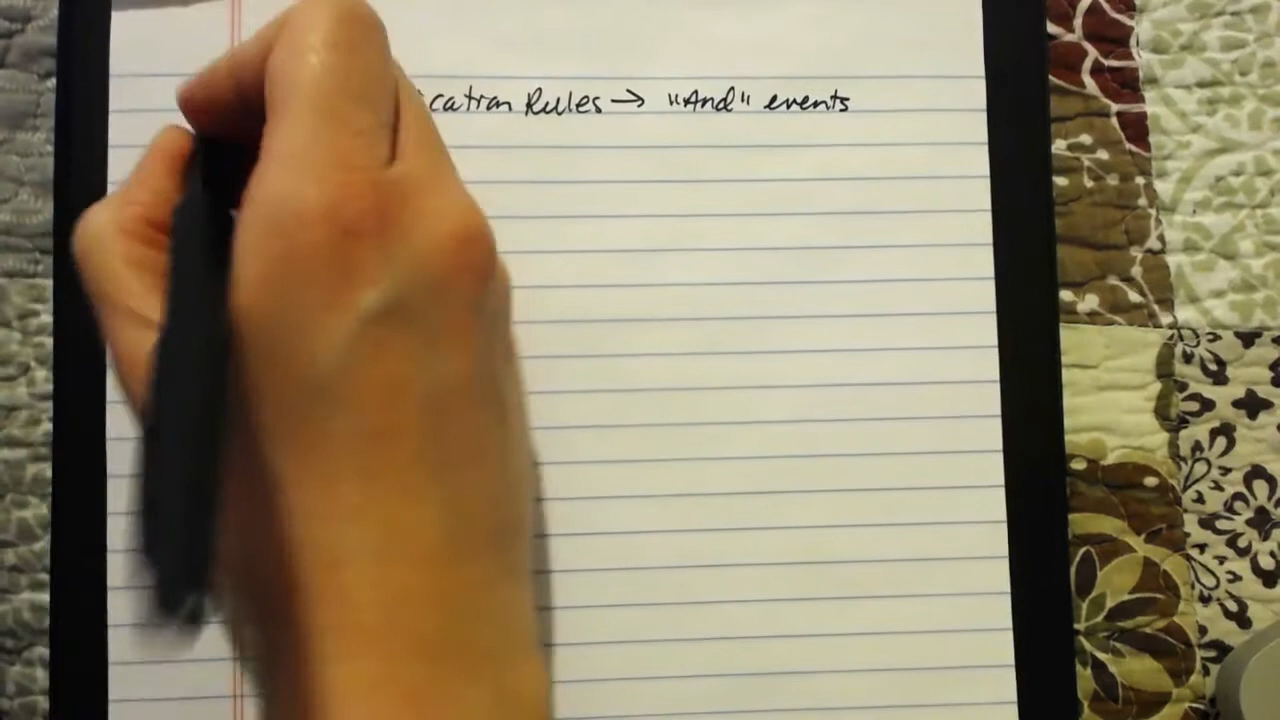 Rules → "And" events